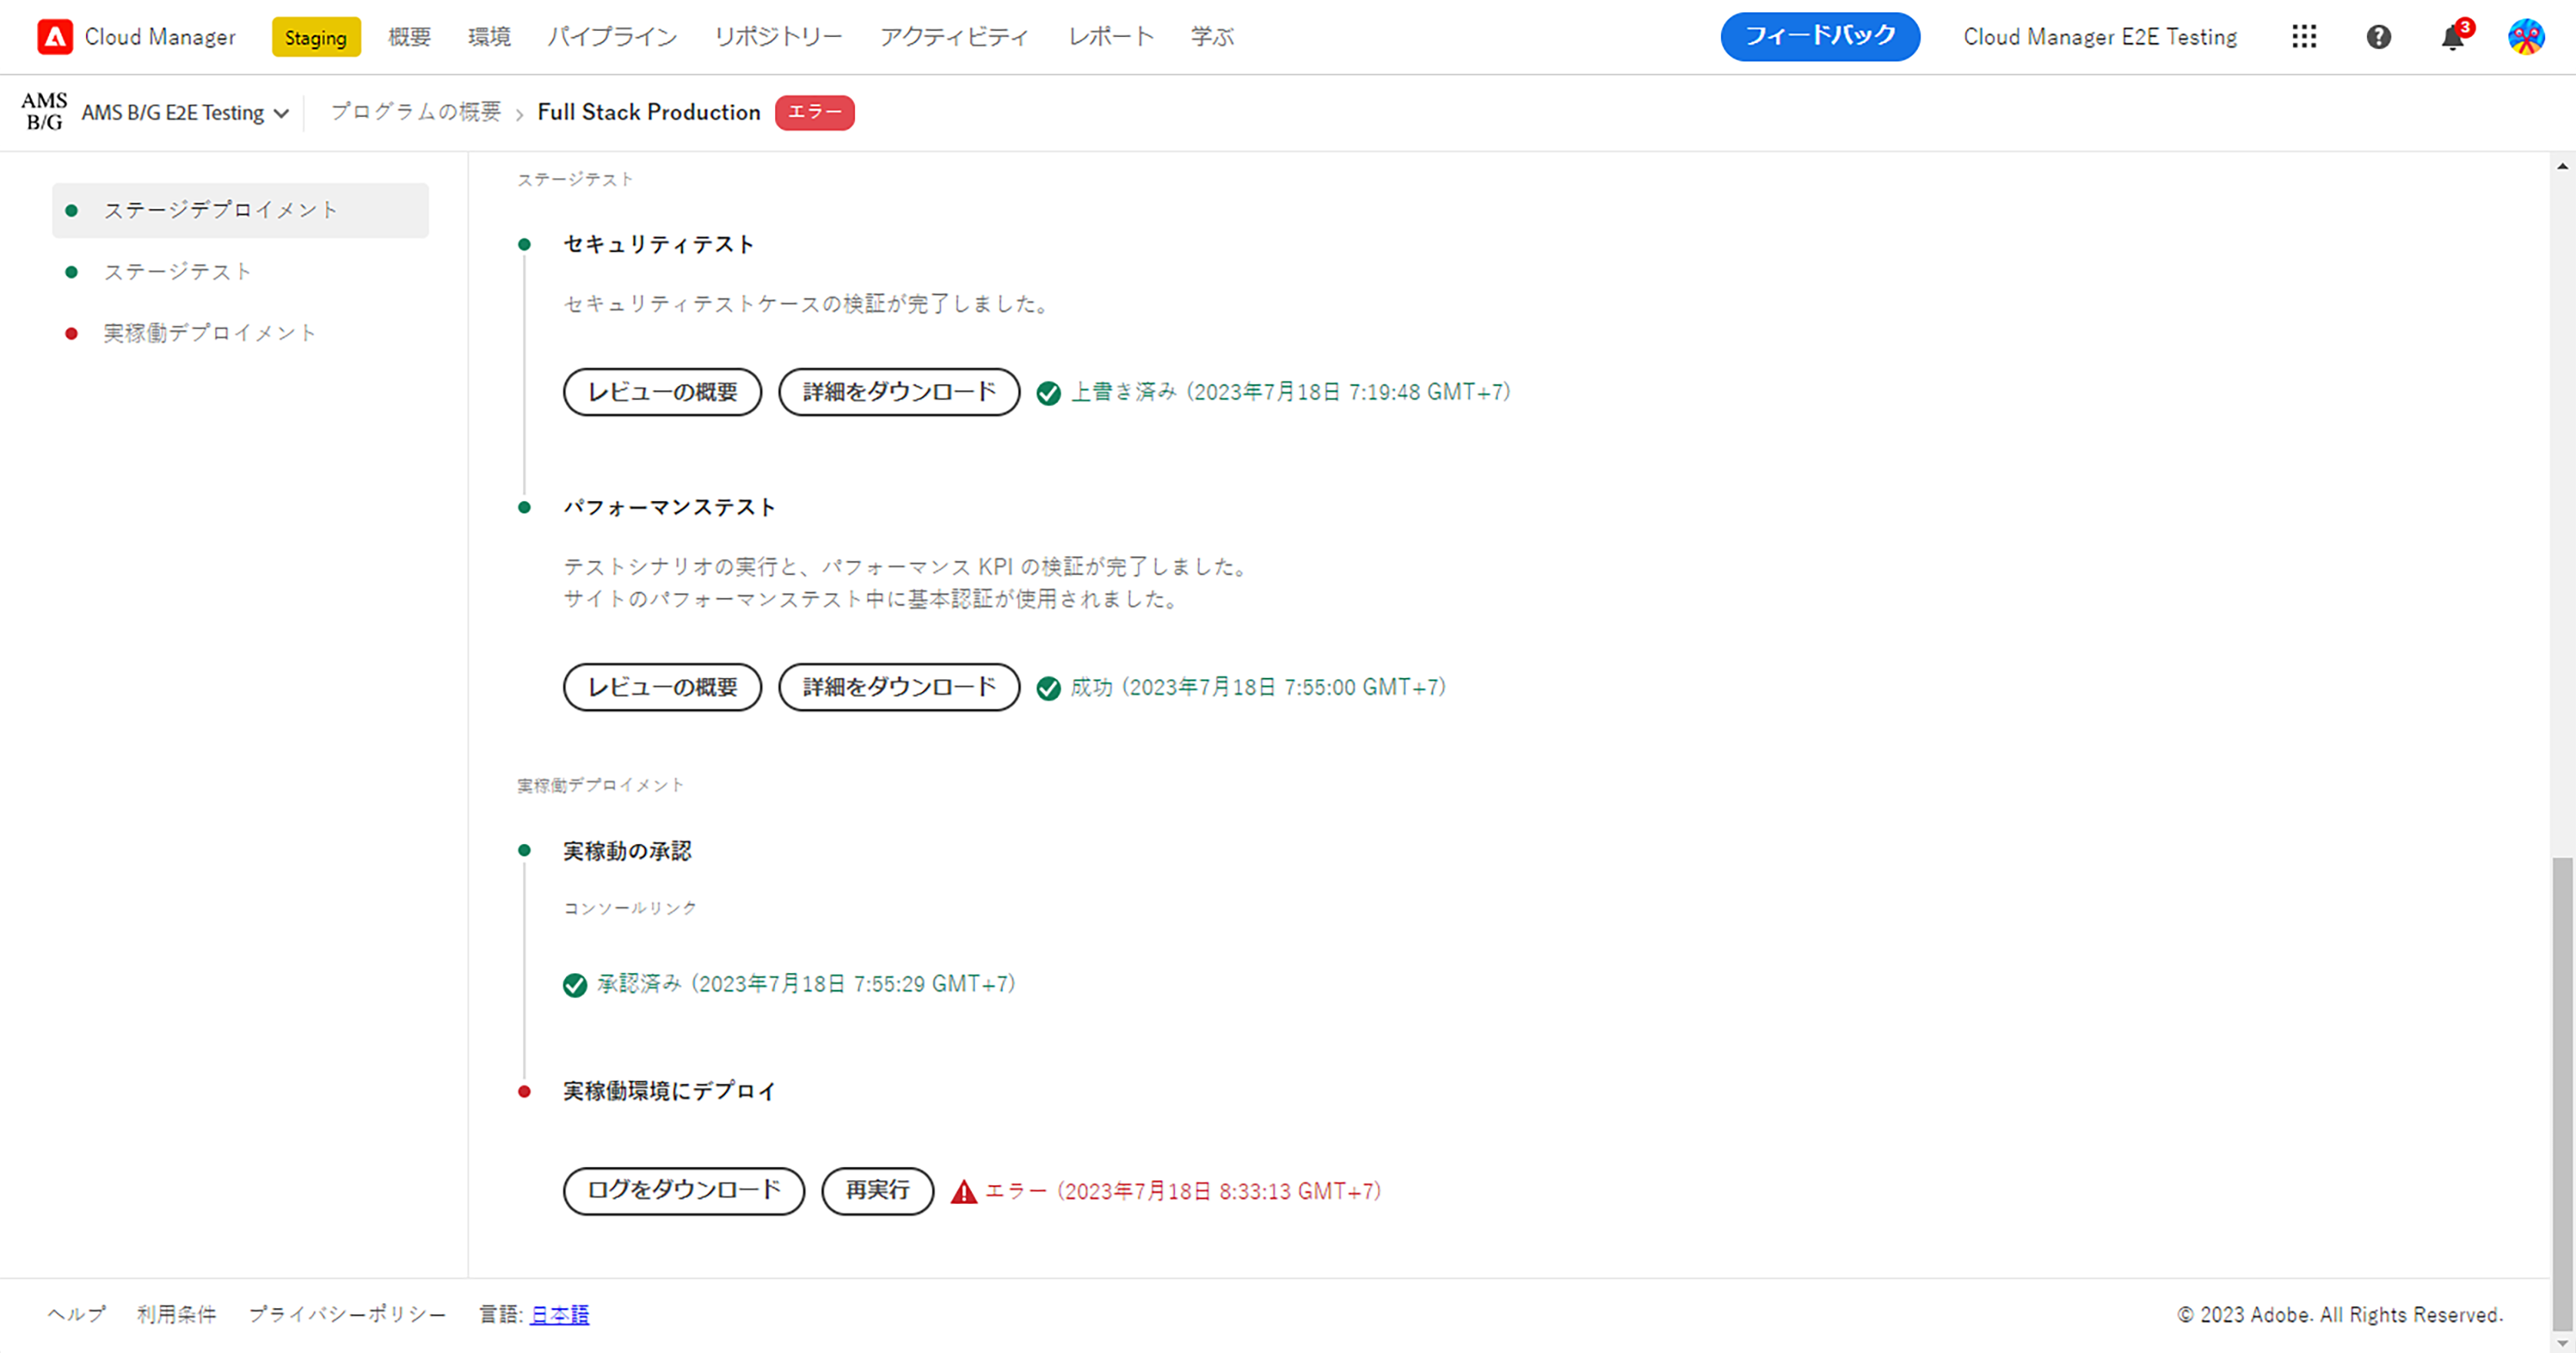 Cloud Manager Staging 概要 環境 パイプライン リポジトリー アクティビティ レポート 学ぶ フィードバック Cloud Manager E2E Testing 3
AMS B/G AMS B/G E2E Testing プログラムの概要 › Full Stack Production エラー
ステージデプロイメント
ステージテスト
実稼働デプロイメント
ステージテスト
セキュリティテスト
セキュリティテストケースの検証が完了しました。
レビューの概要 詳細をダウンロード 上書き済み (2023年7月18日 7:19:48 GMT+7)
パフォーマンステスト
テストシナリオの実行と、パフォーマンス KPI の検証が完了しました。
サイトのパフォーマンステスト中に基本認証が使用されました。
レビューの概要 詳細をダウンロード 成功 (2023年7月18日 7:55:00 GMT+7)
実稼働デプロイメント
実稼動の承認
コンソールリンク
承認済み (2023年7月18日 7:55:29 GMT+7)
実稼働環境にデプロイ
ログをダウンロード 再実行 エラー (2023年7月18日 8:33:13 GMT+7)
ヘルプ 利用条件 プライバシーポリシー 言語: 日本語 © 2023 Adobe. All Rights Reserved.